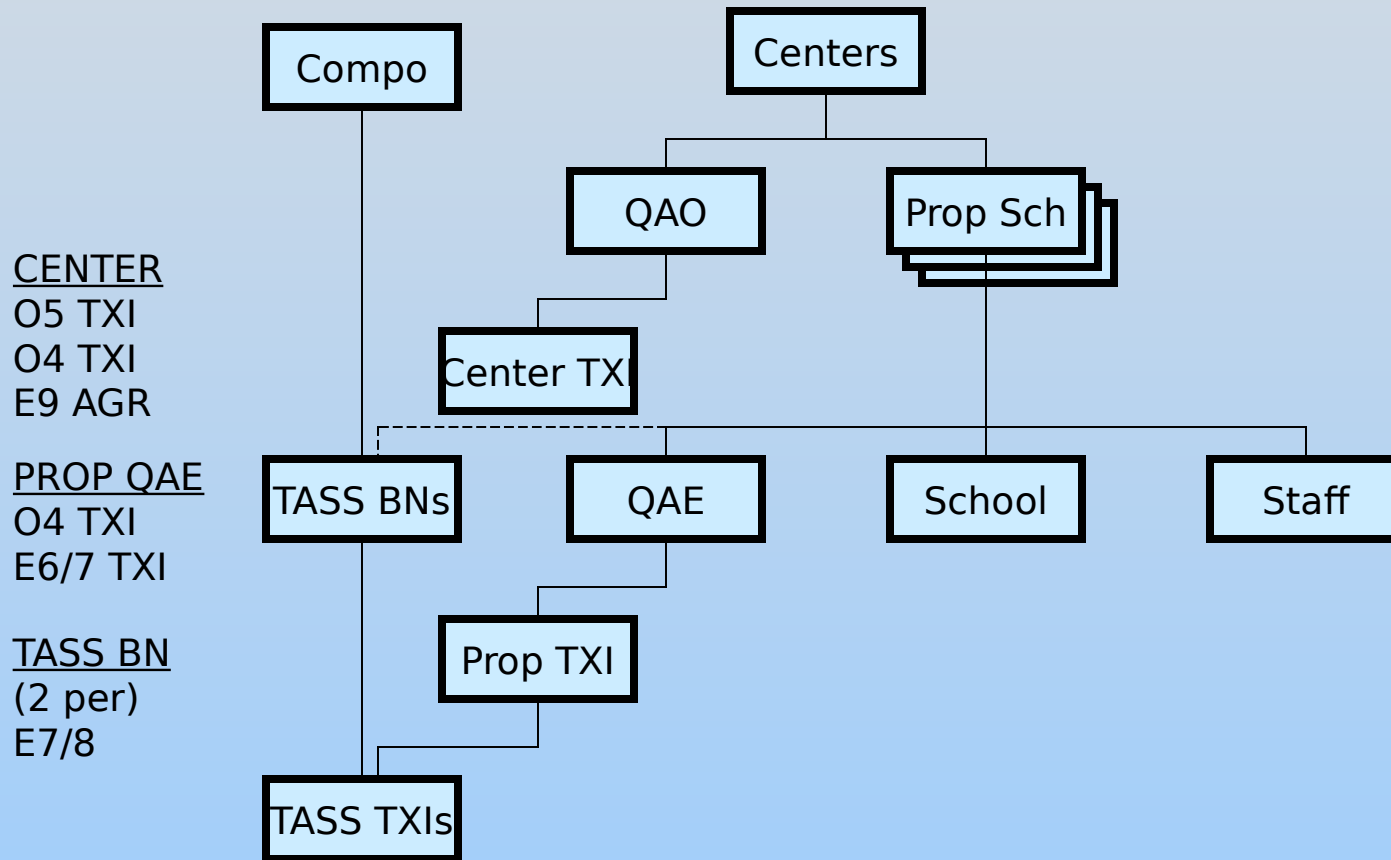 Compo
Centers
QAO
Prop Sch
CENTER
O5 TXI
O4 TXI
E9 AGR
Center TXI
PROP QAE
O4 TXI
E6/7 TXI
TASS BNs
QAE
School
Staff
TASS BN
(2 per)
E7/8
Prop TXI
TASS TXIs